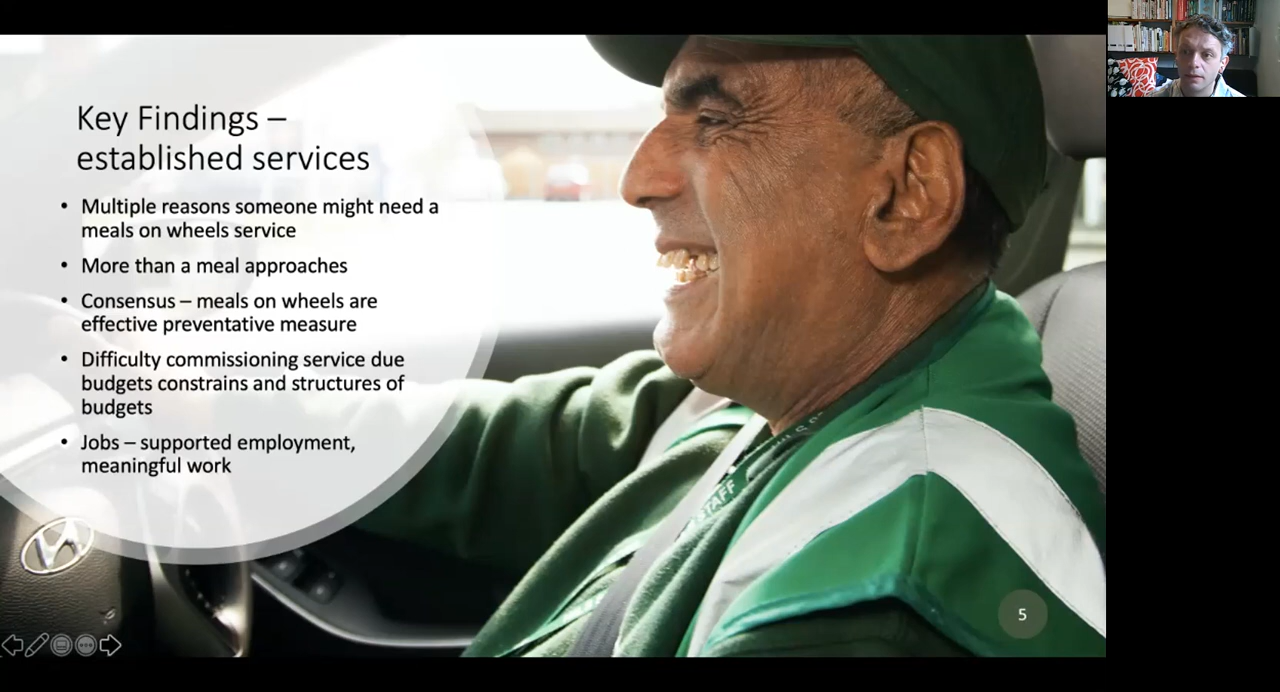 Key Findings –
established services
• Multiple reasons someone might need a
meals on wheels service
• More than a meal approaches
• Consensus – meals on wheels are
effective preventative measure
• Difficulty commissioning service due
budgets constrains and structures of
budgets
• Jobs – supported employment,
meaningful work
STAFF
5